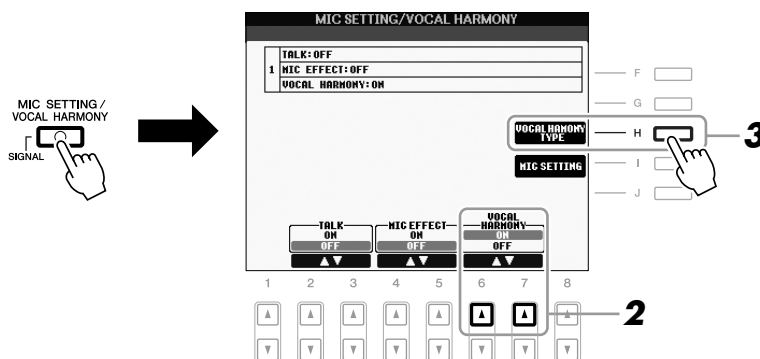 MIC SETTING/VOCAL HARMONY
TALK:OFF
1 MIC EFFECT:OFF
VOCAL HARMONY:ON
F
G
MIC SETTING /
VOCAL HARMONY
SIGNAL
VOCAL HAMONY
TYPE
H
3
MIC SETTING
I
J
TALK
ON
OFF
MIC EFFECT
ON
OFF
VOCAL
HARMONY
ON
OFF
1 2 3 4 5 6 7 8
2